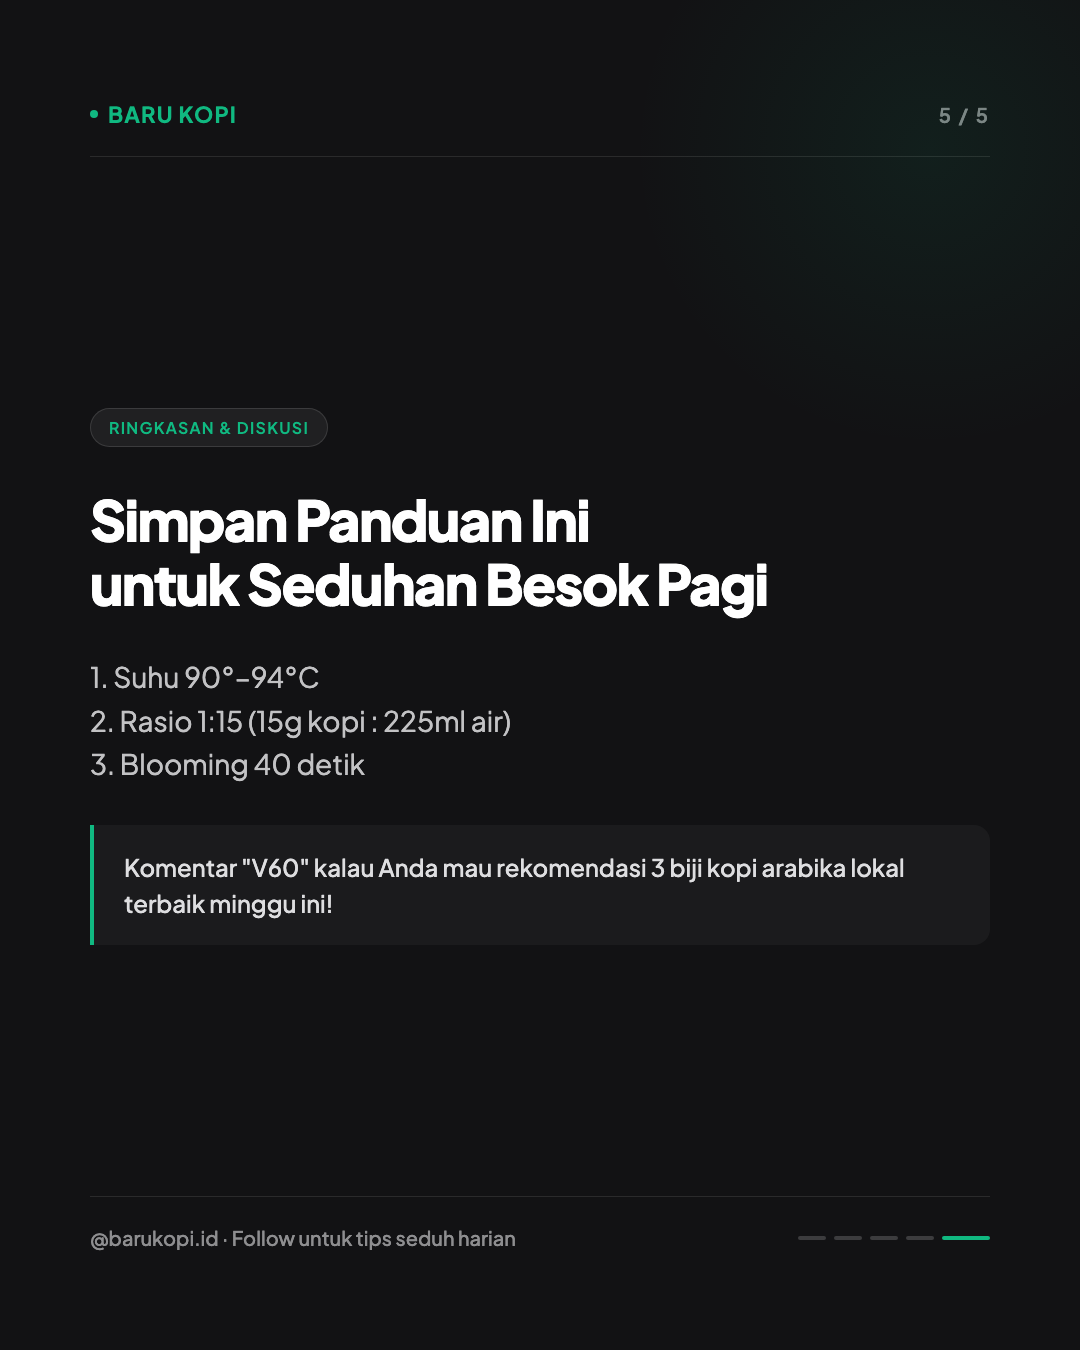 BARU KOPI
5 / 5
RINGKASAN & DISKUSI
Simpan Panduan Ini
untuk Seduhan Besok Pagi
1. Suhu 90°–94°C
2. Rasio 1:15 (15g kopi : 225ml air)
3. Blooming 40 detik
Komentar "V60" kalau Anda mau rekomendasi 3 biji kopi arabika lokal
terbaik minggu ini!
@barukopi.id · Follow untuk tips seduh harian